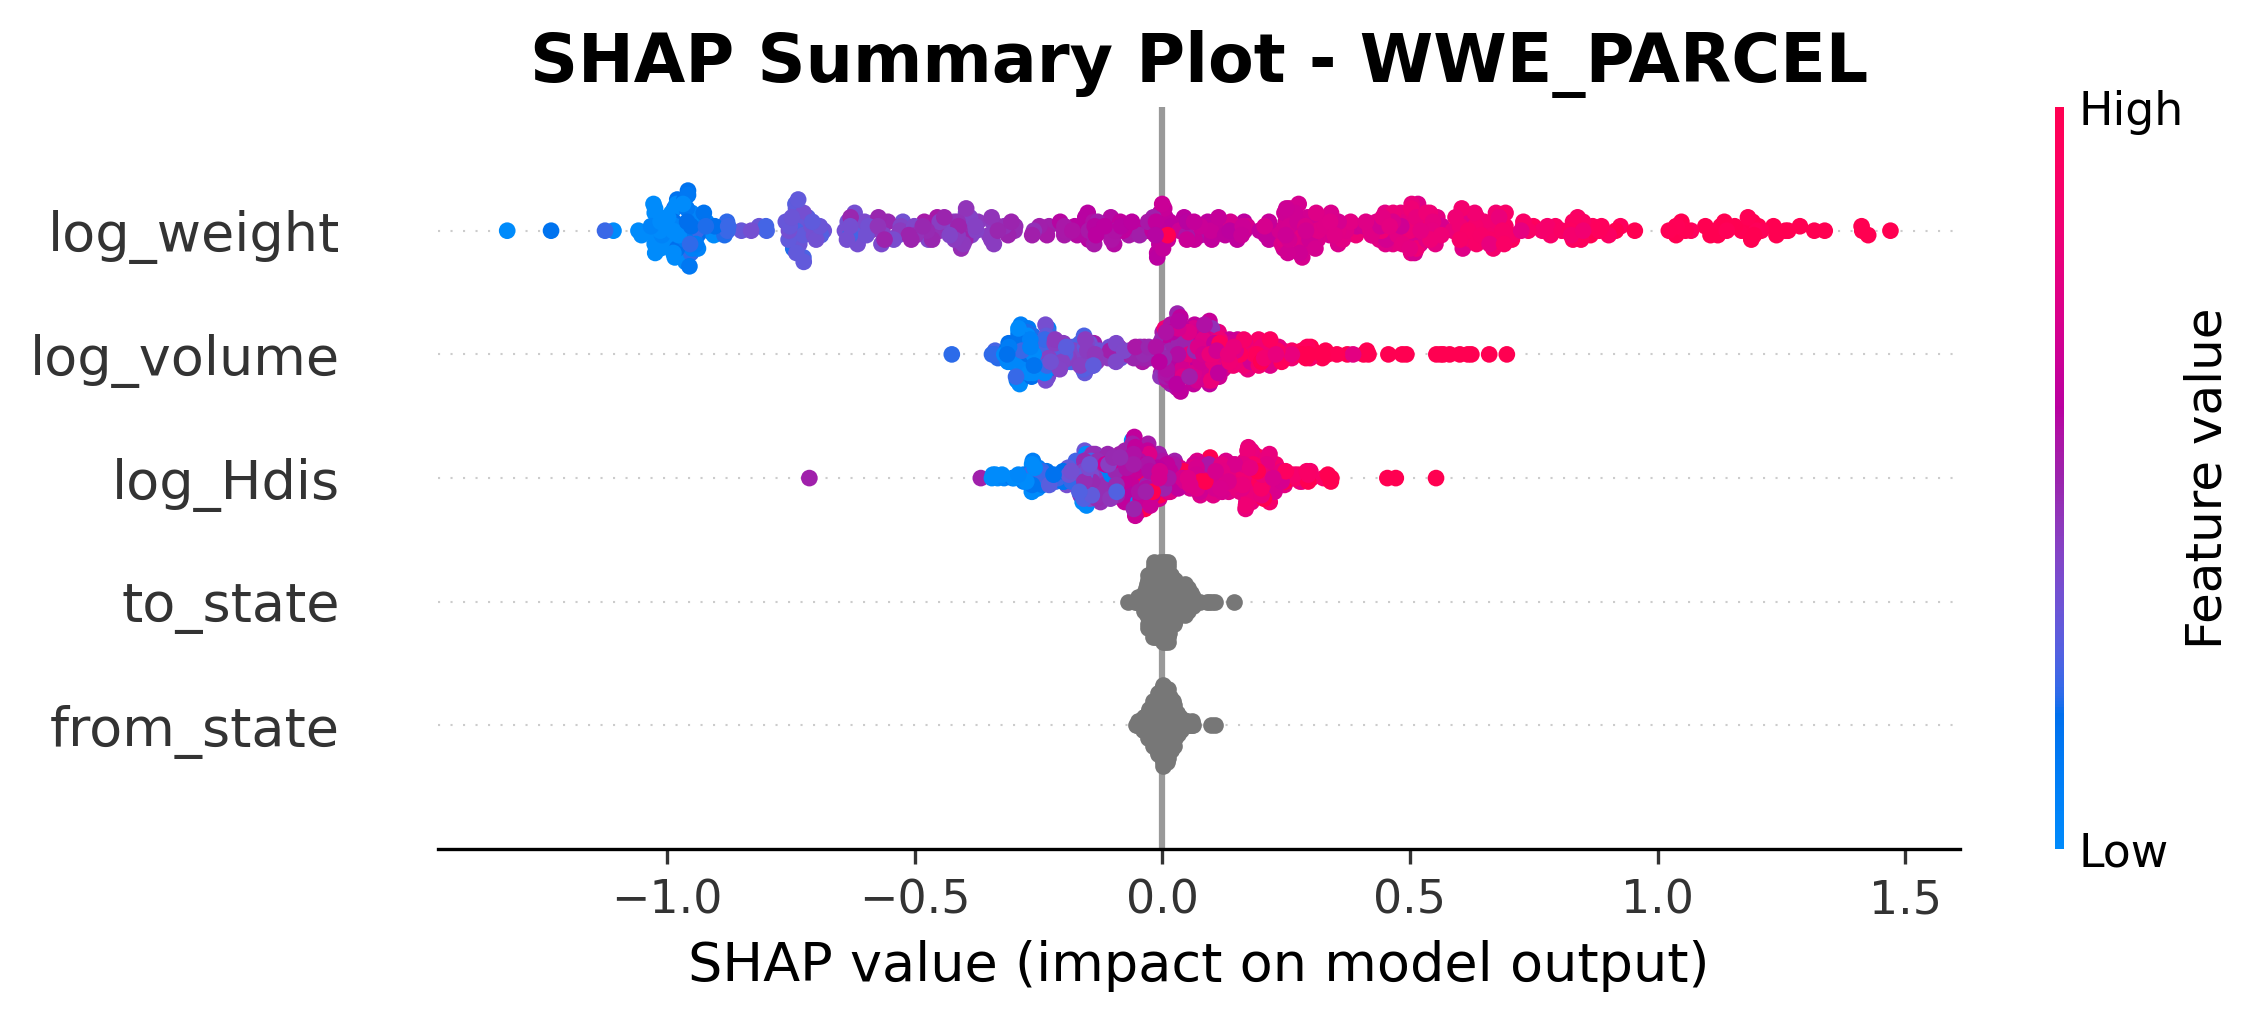 SHAP Summary Plot - WWE_PARCEL
High
log_weight
log_volume
log_Hdis
to_state
from_state
Feature value
Low
−1.0 −0.5 0.0 0.5 1.0 1.5
SHAP value (impact on model output)